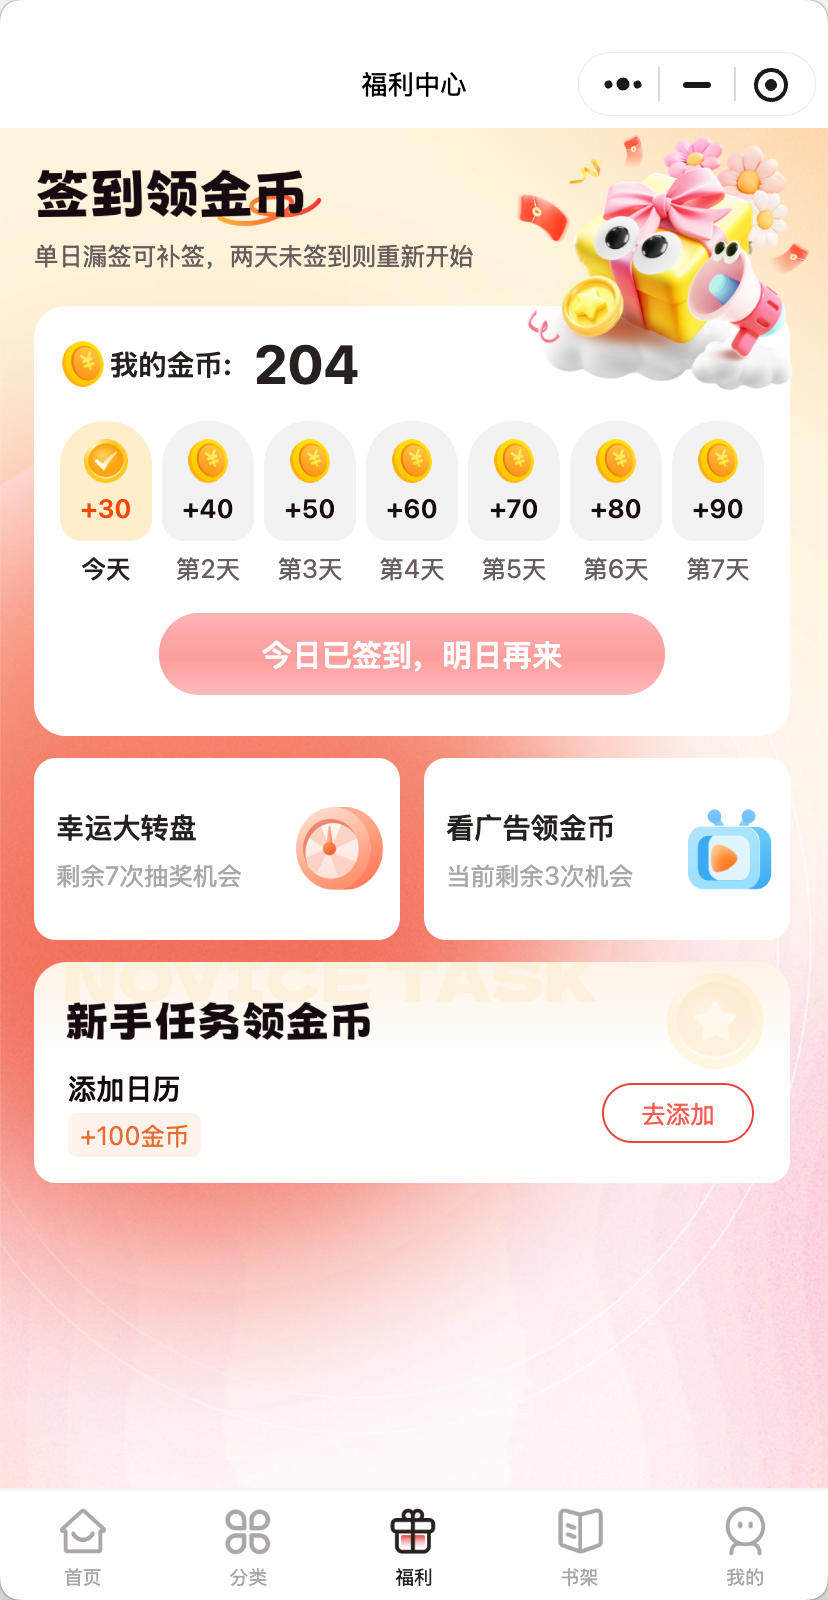 福利中心
签到领金币
单日漏签可补签，两天未签到则重新开始
我的金币： 204
+30 +40 +50 +60 +70 +80 +90
今天 第2天 第3天 第4天 第5天 第6天 第7天
今日已签到，明日再来
幸运大转盘
剩余7次抽奖机会
看广告领金币
当前剩余3次机会
NOVICE TASK
新手任务领金币
添加日历
+100金币
去添加
首页 分类 福利 书架 我的